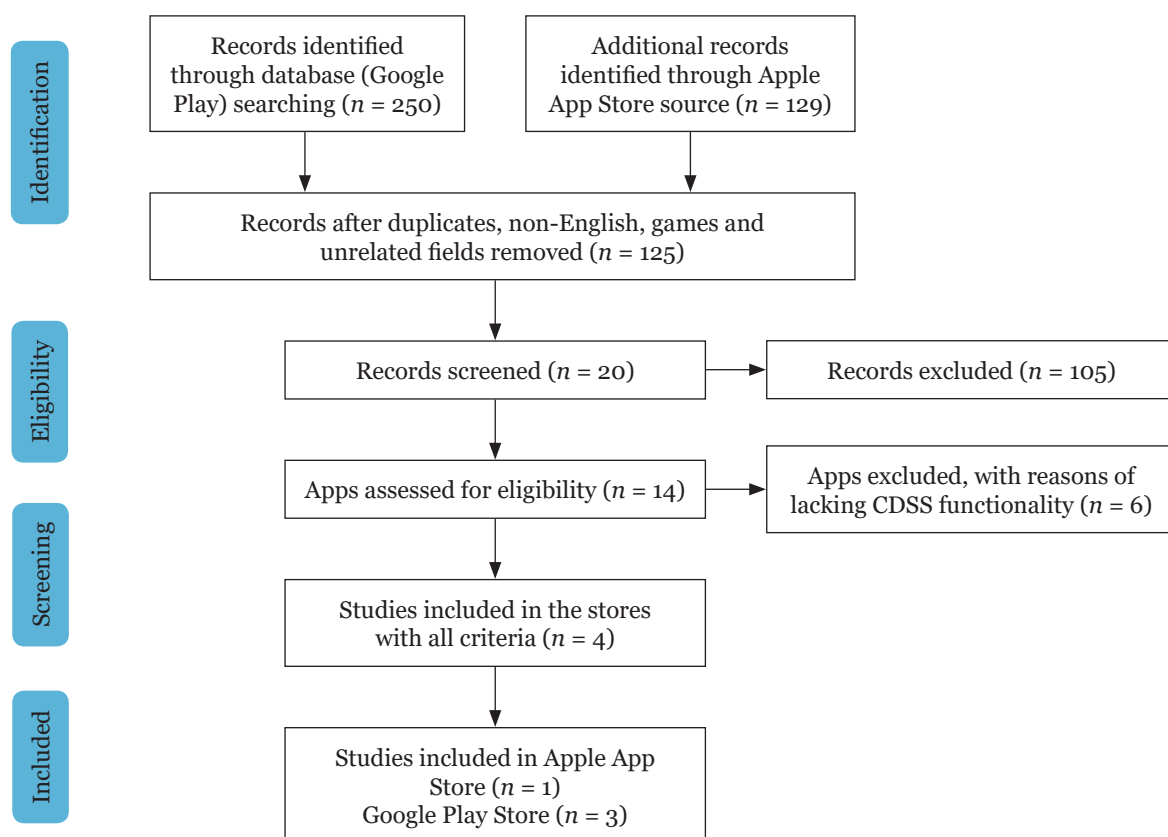 Identification
Records identified
through database (Google
Play) searching (n = 250)
Additional records
identified through Apple
App Store source (n = 129)
Records after duplicates, non-English, games and
unrelated fields removed (n = 125)
Eligibility
Records screened (n = 20)
Records excluded (n = 105)
Apps assessed for eligibility (n = 14)
Apps excluded, with reasons of
lacking CDSS functionality (n = 6)
Screening
Studies included in the stores
with all criteria (n = 4)
Included
Studies included in Apple App
Store (n = 1)
Google Play Store (n = 3)